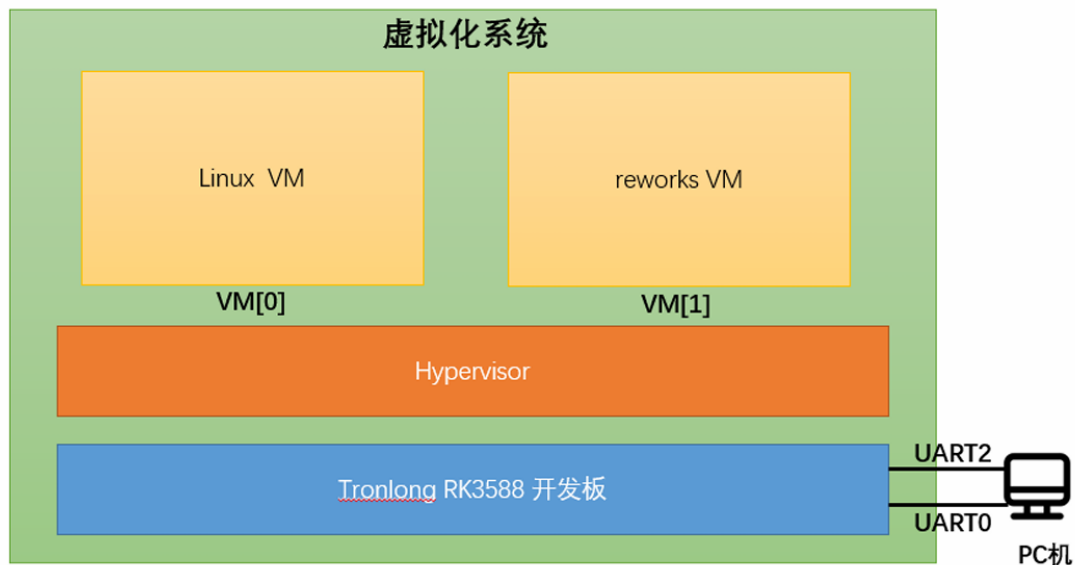 虚拟化系统
Linux VM
reworks VM
VM[0]
VM[1]
Hypervisor
Tronlong RK3588 开发板
UART2
UART0
PC机